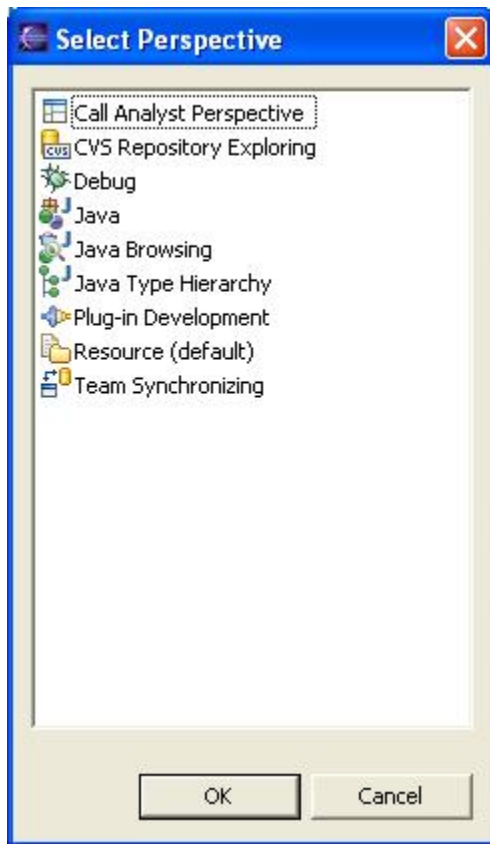 Select Perspective
Call Analyst Perspective
CVS CVS Repository Exploring
Debug
Java
Java Browsing
Java Type Hierarchy
Plug-in Development
Resource (default)
Team Synchronizing
OK Cancel